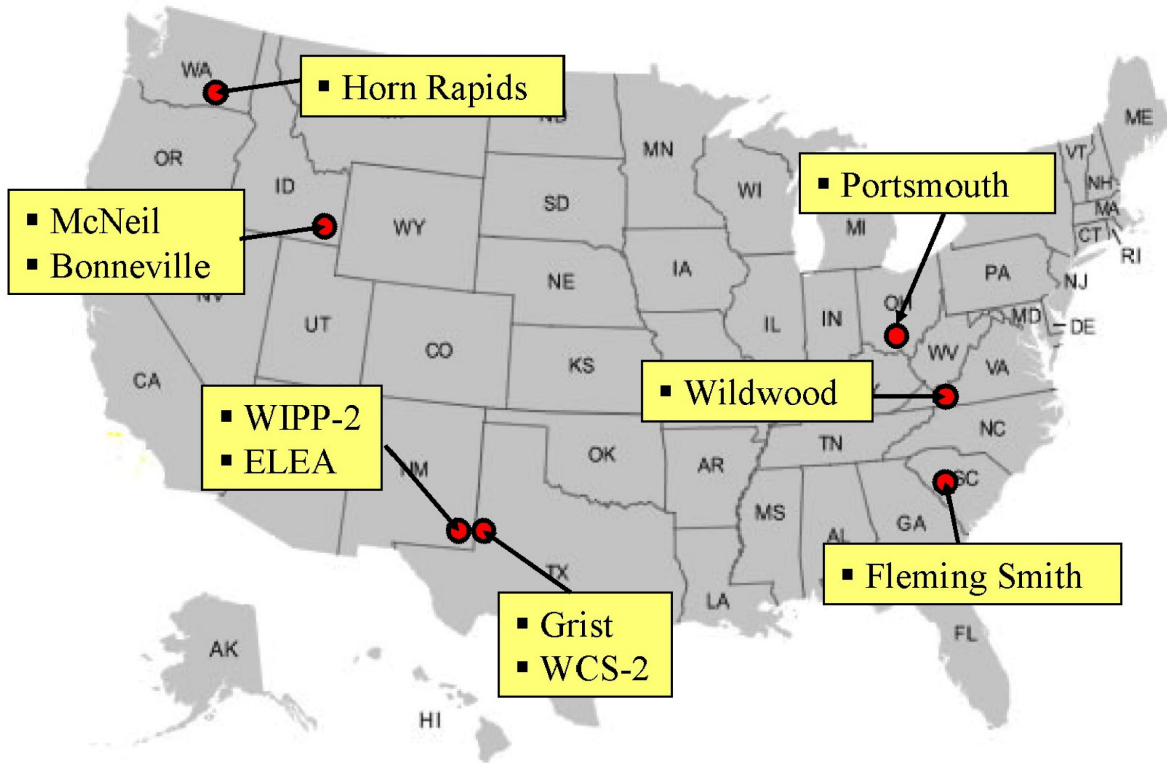 WA
▪ Horn Rapids
ME
OR
ID
MN
VT
NH
WI
▪ Portsmouth
MA
▪ McNeil
▪ Bonneville
WY
SD
MI
CT
RI
IA
PA
NJ
NE
IL
IN
OH
MD
DE
UT
CO
KS
WV
VA
CA
▪ WIPP-2
▪ ELEA
▪ Wildwood
NC
TN
OK
AR
NM
SC
MS
AL
GA
▪ Fleming Smith
TX
LA
▪ Grist
▪ WCS-2
FL
AK
HI